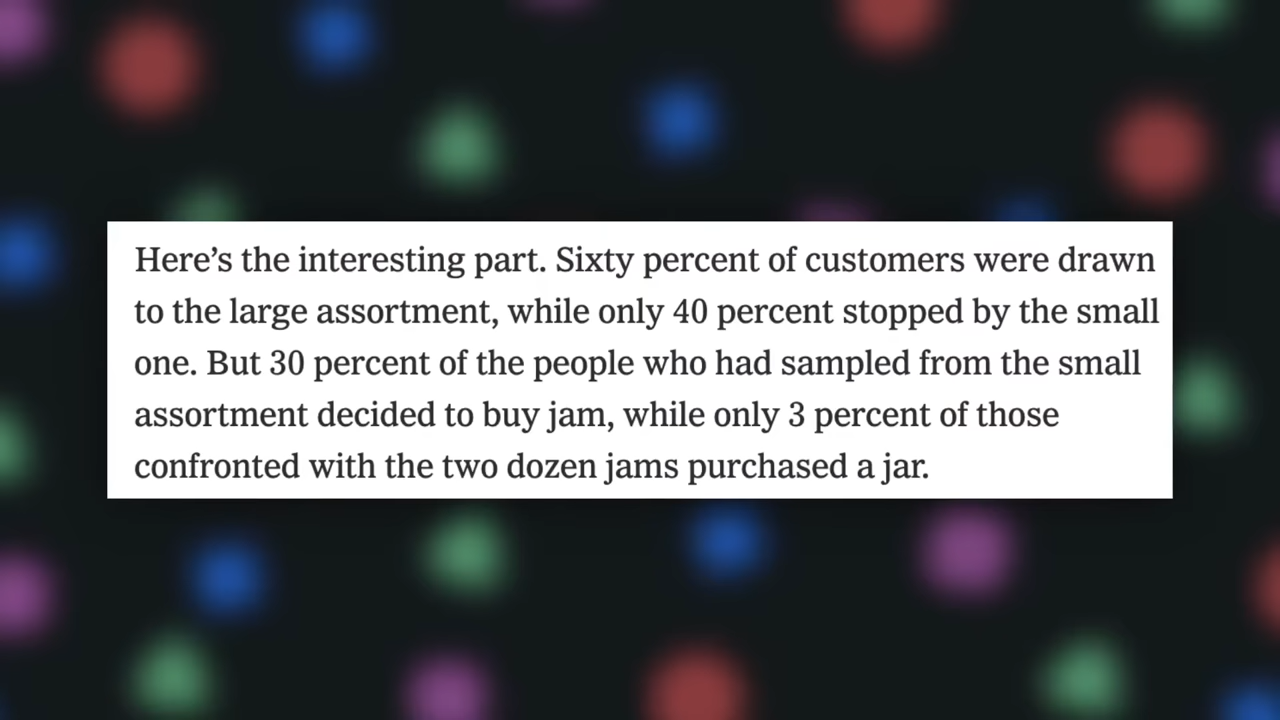 Here’s the interesting part. Sixty percent of customers were drawn
to the large assortment, while only 40 percent stopped by the small
one. But 30 percent of the people who had sampled from the small
assortment decided to buy jam, while only 3 percent of those
confronted with the two dozen jams purchased a jar.